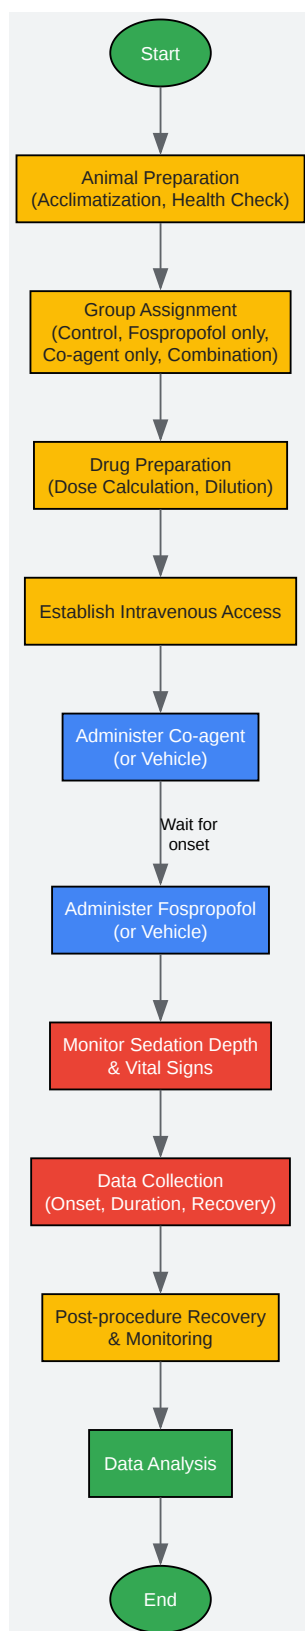 Start
Animal Preparation
(Acclimatization, Health Check)
Group Assignment
(Control, Fospropofol only,
Co-agent only, Combination)
Drug Preparation
(Dose Calculation, Dilution)
Establish Intravenous Access
Administer Co-agent
(or Vehicle)
Wait for
onset
Administer Fospropofol
(or Vehicle)
Monitor Sedation Depth
& Vital Signs
Data Collection
(Onset, Duration, Recovery)
Post-procedure Recovery
& Monitoring
Data Analysis
End